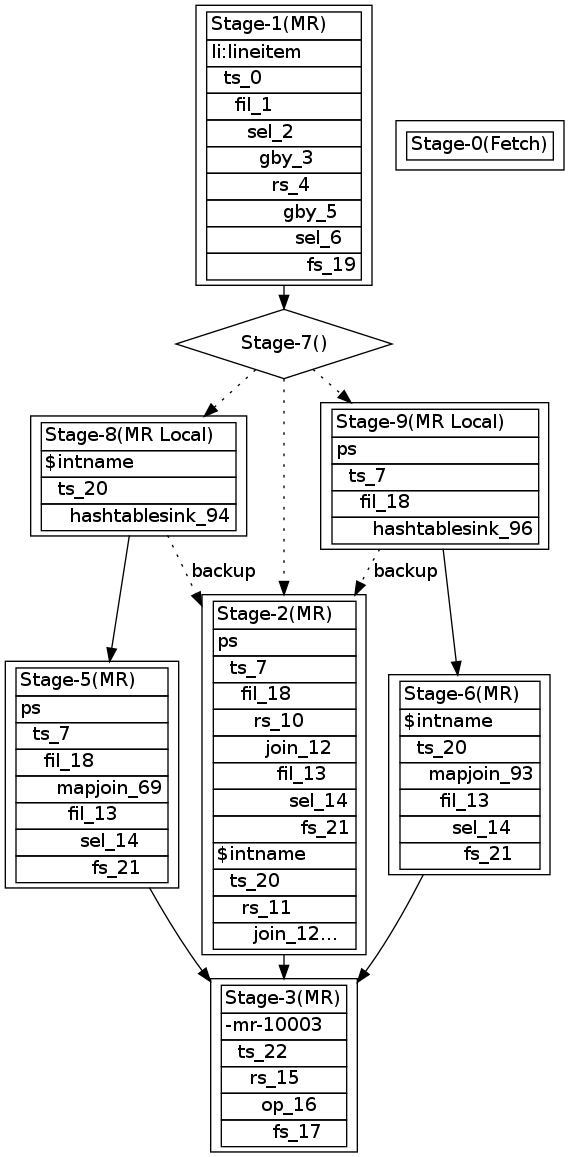 Stage-1(MR)
li:lineitem
ts_0
fil_1
sel_2
gby_3
rs_4
gby_5
sel_6
fs_19
Stage-0(Fetch)
Stage-7()
Stage-8(MR Local)
$intname
ts_20
hashtablesink_94
Stage-9(MR Local)
ps
ts_7
fil_18
hashtablesink_96
backup
backup
Stage-5(MR)
ps
ts_7
fil_18
mapjoin_69
fil_13
sel_14
fs_21
Stage-2(MR)
ps
ts_7
fil_18
rs_10
join_12
fil_13
sel_14
fs_21
$intname
ts_20
rs_11
join_12...
Stage-6(MR)
$intname
ts_20
mapjoin_93
fil_13
sel_14
fs_21
Stage-3(MR)
-mr-10003
ts_22
rs_15
op_16
fs_17